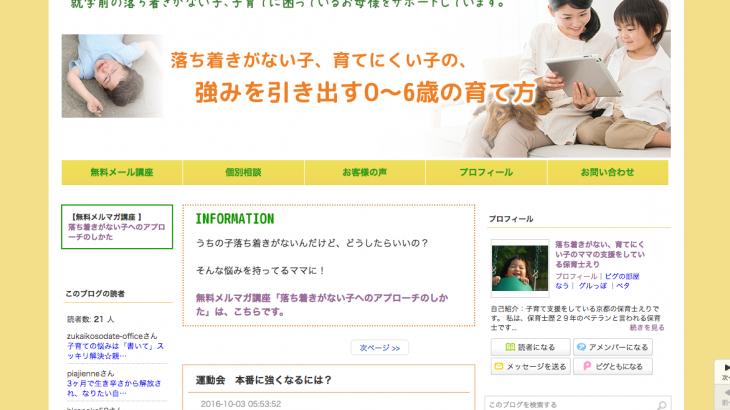 就学前の落ち着きがない子、子育てに困っているお母様をサポートしています。
落ち着きがない子、育てにくい子の、
強みを引き出す0〜6歳の育て方
無料メール講座
個別相談
お客様の声
プロフィール
お問い合わせ
【無料メルマガ講座 】
落ち着きがない子へのアプロ
ーチのしかた
このブログの読者
読者数: 21 人
zukaikosodate-officeさん
子育ての悩みは「書いて」ス
ッキリ解決☆親…
piajienneさん
3ヶ月で生き辛さから解放さ
れ、なりたい自…
INFORMATION
うちの子落ち着きがないんだけど、どうしたらいいの？
そんな悩みを持ってるママに！
無料メルマガ講座「落ち着きがない子へのアプローチのしか
た」は、こちらです。
次ページ >>
運動会　本番に強くなるには？
2016-10-03 05:53:52
プロフィール
落ち着きがない、育てにく
い子のママの支援をしてい
る保育士えり
プロフィール｜ピグの部屋
なう｜ グルっぽ ｜ペタ
自己紹介：子育て支援をしている京都の保育士えりで
す。 私は、保育士歴２９年のベテランと言われる保育
士です...
続きを見る
読者になる
アメンバーになる
メッセージを送る
ピグともになる
このブログを検索する